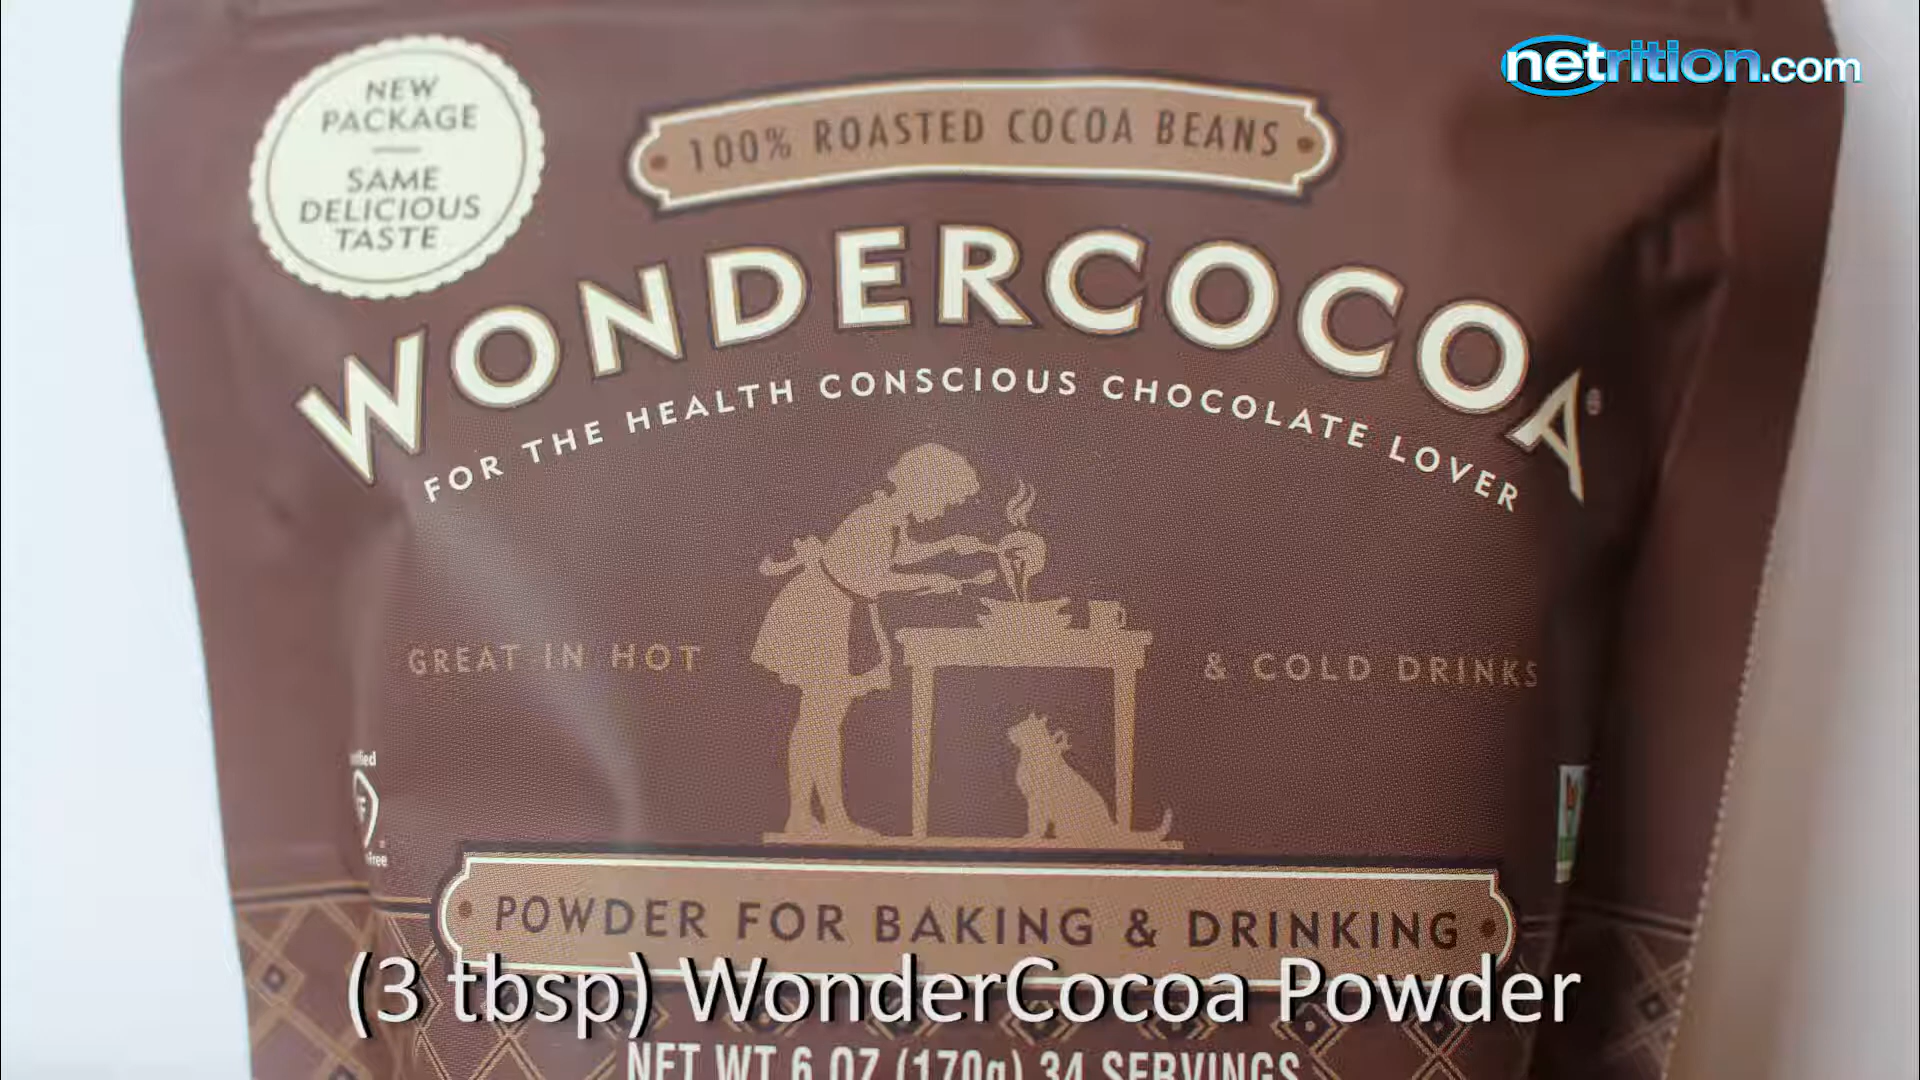 netrition.com
NEW
PACKAGE
SAME
DELICIOUS
TASTE
100% ROASTED COCOA BEANS
WONDERCOCOA®
FOR THE HEALTH CONSCIOUS CHOCOLATE LOVER
GREAT IN HOT & COLD DRINKS
POWDER FOR BAKING & DRINKING
(3 tbsp) WonderCocoa Powder
NET WT 6 OZ (170g) 34 SERVINGS